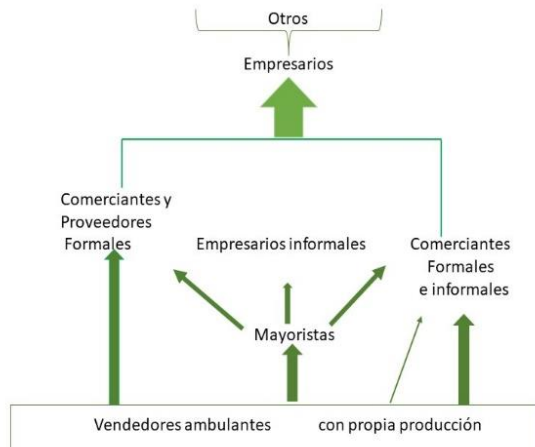 Otros
Empresarios
Comerciantes y
Proveedores
Formales
Empresarios informales
Comerciantes
Formales
e informales
Mayoristas
Vendedores ambulantes
con propia producción